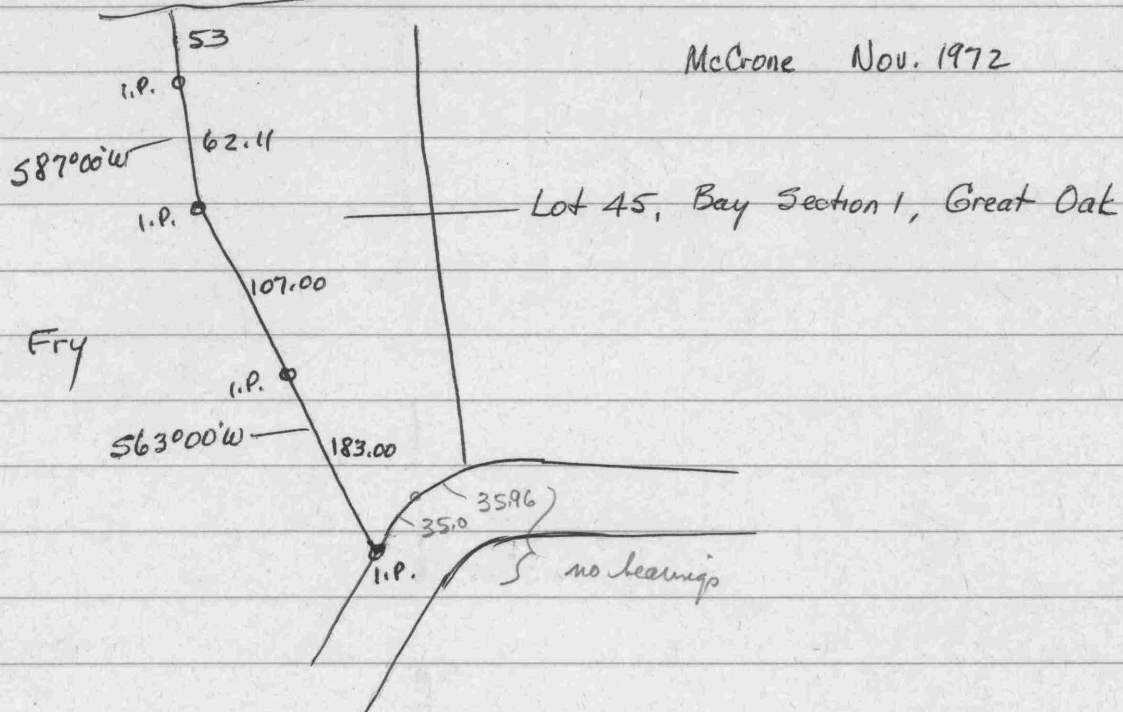 53
McCrone Nov. 1972
I.P.
62.11
S87°00'W
I.P.
Lot 45, Bay Section 1, Great Oak
107.00
Fry
I.P.
S63°00'W
183.00
35.96
35.0
I.P.
no bearings